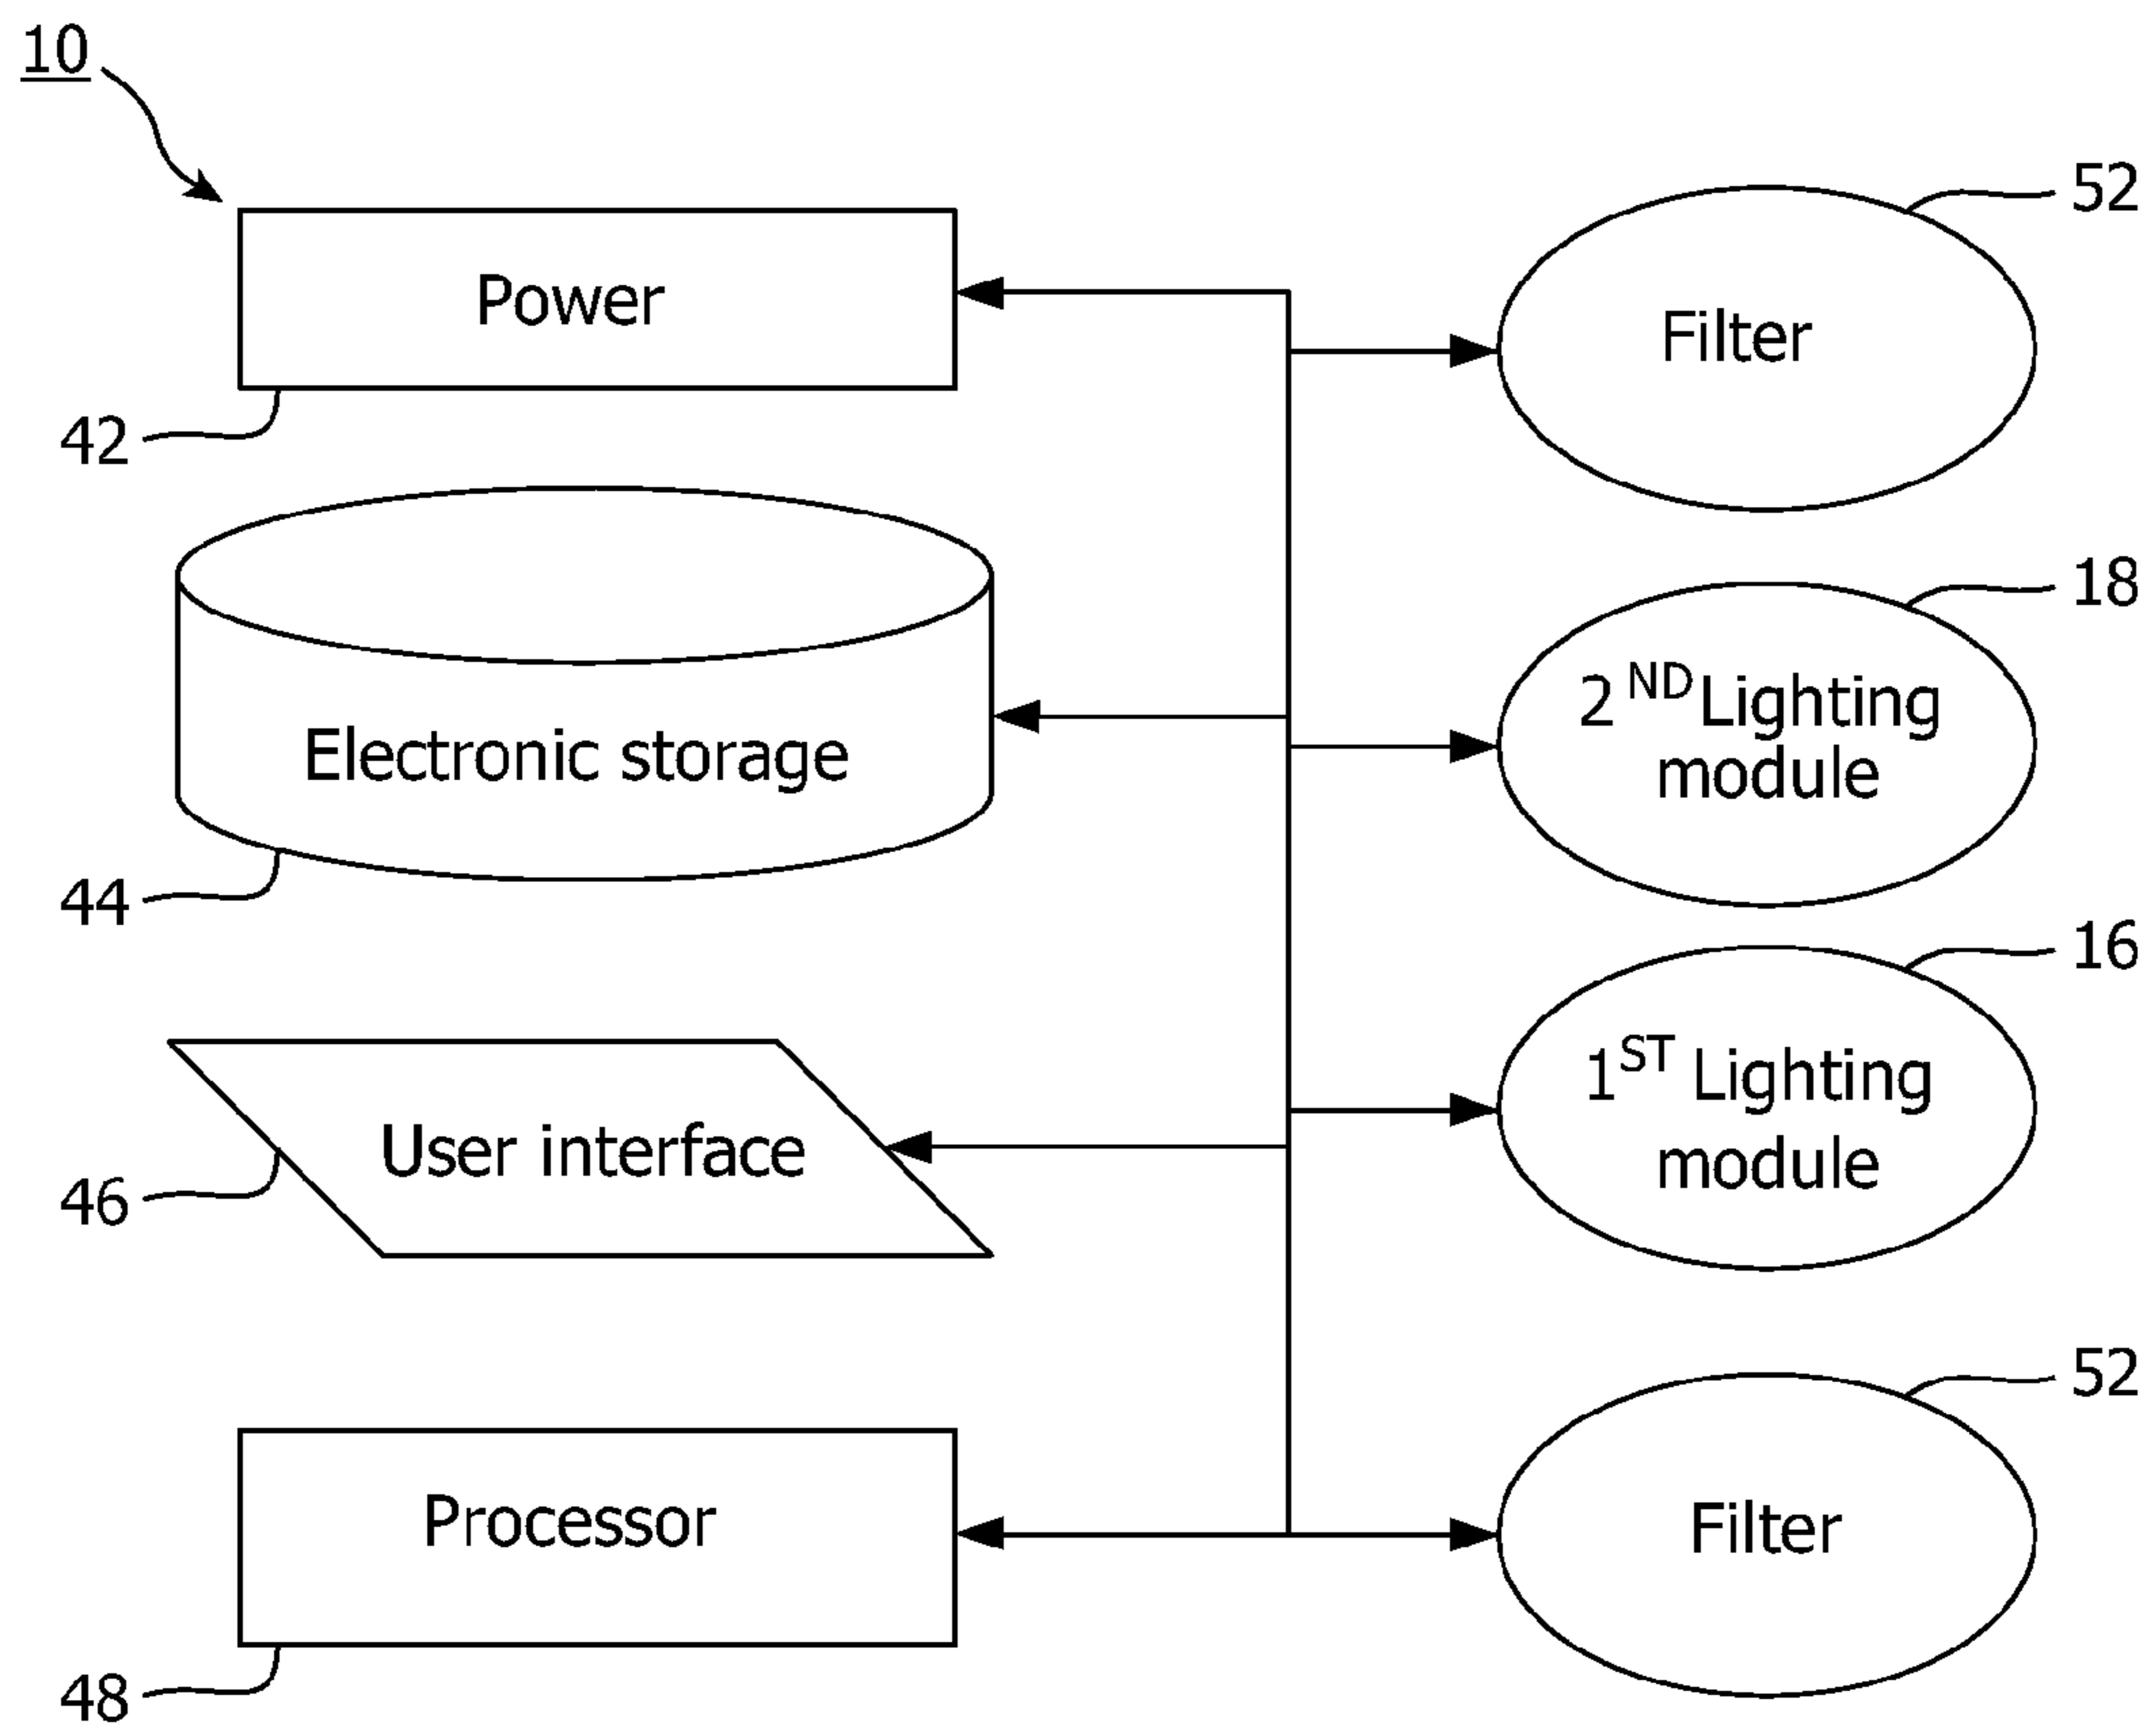 10
Power
42
Electronic storage
44
User interface
46
Processor
48
52
Filter
18
2ND Lighting
module
16
1ST Lighting
module
52
Filter